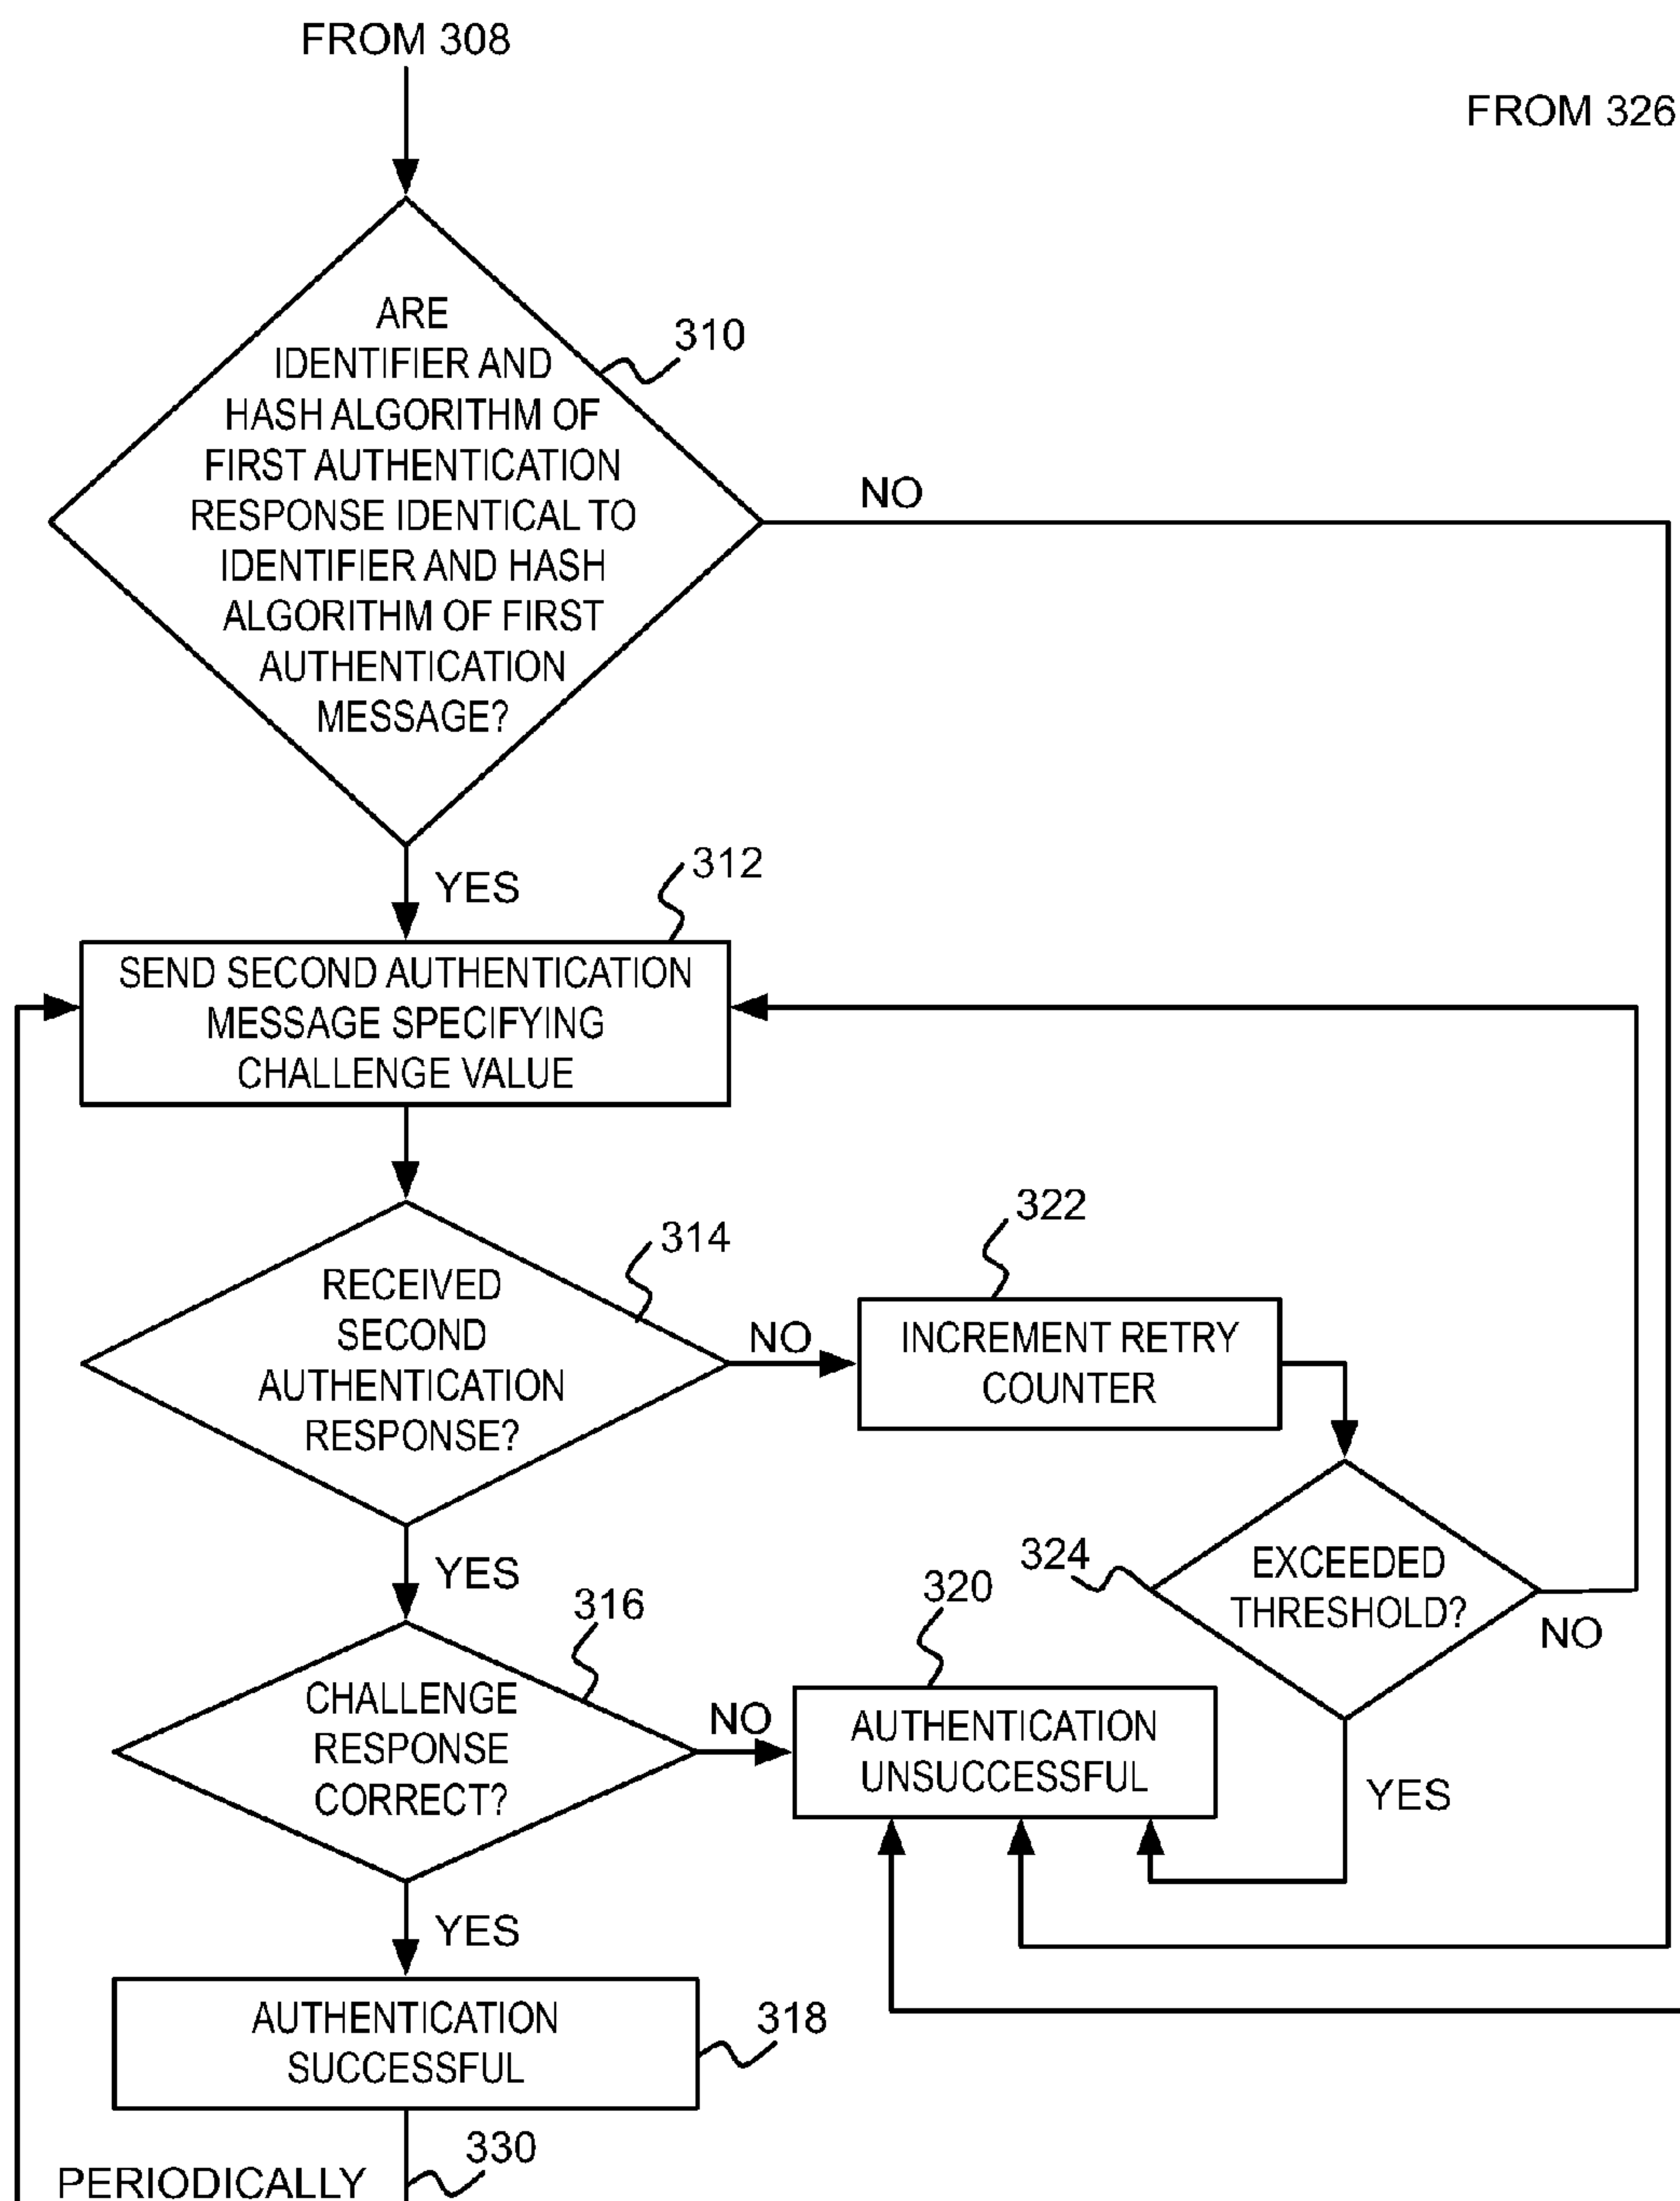 FROM 308
FROM 326
ARE
IDENTIFIER AND
HASH ALGORITHM OF
FIRST AUTHENTICATION
RESPONSE IDENTICAL TO
IDENTIFIER AND HASH
ALGORITHM OF FIRST
AUTHENTICATION
MESSAGE?
310
NO
YES
312
SEND SECOND AUTHENTICATION
MESSAGE SPECIFYING
CHALLENGE VALUE
314
RECEIVED
SECOND
AUTHENTICATION
RESPONSE?
NO
322
INCREMENT RETRY
COUNTER
YES
324
EXCEEDED
THRESHOLD?
NO
YES
316
CHALLENGE
RESPONSE
CORRECT?
NO
320
AUTHENTICATION
UNSUCCESSFUL
YES
AUTHENTICATION
SUCCESSFUL
318
PERIODICALLY
330